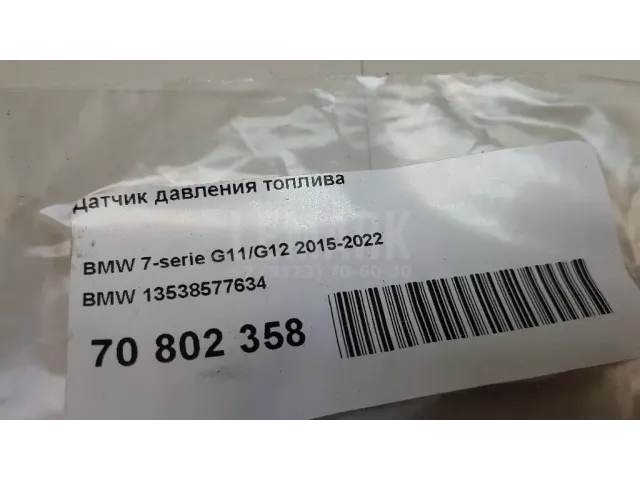 Датчик давления топлива
BMW 7-serie G11/G12 2015-2022
BMW 13538577634
70 802 358